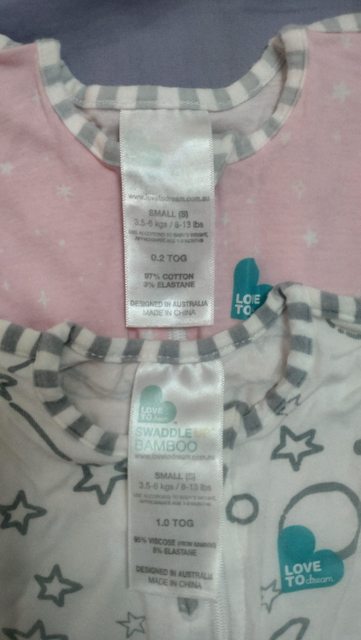 www.lovetodream.com.au
SMALL (S)
3.5-6 kgs / 8-13 lbs
0.2 TOG
97% COTTON
3% ELASTANE
DESIGNED IN AUSTRALIA
MADE IN CHINA
LO
TO
LOVE
TO dream
SWADDLE UP
BAMBOO
www.lovetodream.com.au
SMALL (S)
3.5-6 kgs / 8-13 lbs
1.0 TOG
95% VISCOSE (FROM BAMBOO)
5% ELASTANE
DESIGNED IN AUSTRALIA
MADE IN CHINA
LOVE
TO dream